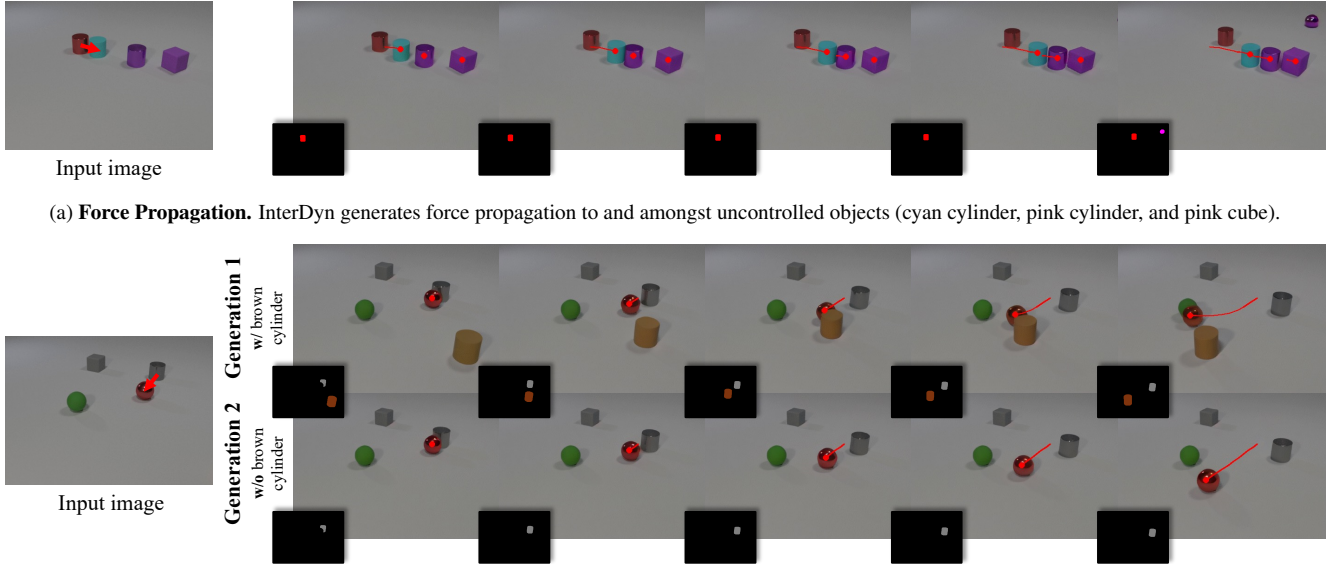 Input image
(a) Force Propagation. InterDyn generates force propagation to and amongst uncontrolled objects (cyan cylinder, pink cylinder, and pink cube).
Generation 1
w/ brown
cylinder
Generation 2
w/o brown
cylinder
Input image